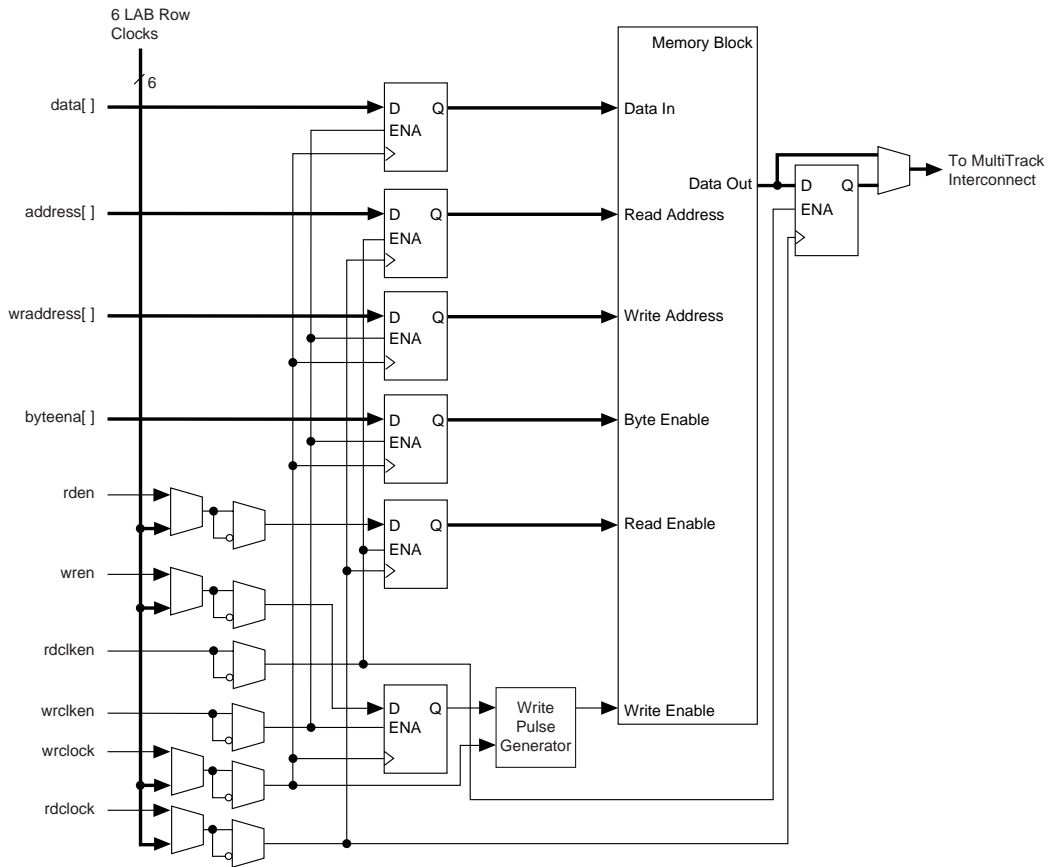 6 LAB Row
Clocks
6
Memory Block
data[ ]
D Q
ENA
Data In
To MultiTrack
Interconnect
Data Out
D Q
ENA
address[ ]
D Q
ENA
Read Address
wraddress[ ]
D Q
ENA
Write Address
byteena[ ]
D Q
ENA
Byte Enable
rden
D Q
ENA
Read Enable
wren
rdclken
wrclken
D Q
ENA
Write
Pulse
Generator
Write Enable
wrclock
rdclock